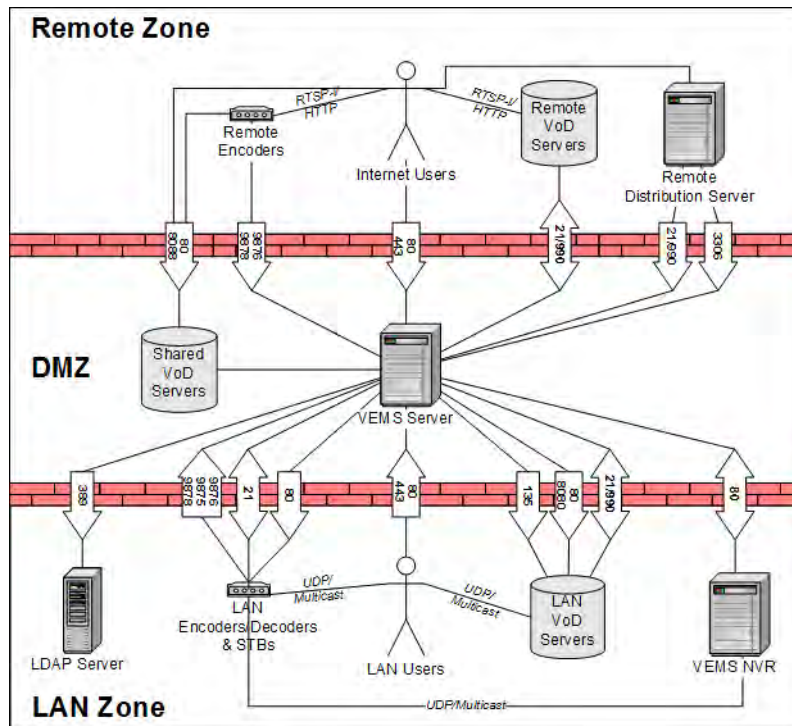 Remote Zone
RTSP-I/
HTTP
RTSP-I/
HTTP
Remote
Encoders
Internet Users
Remote
VoD
Servers
Remote
Distribution Server
80
8088
9876
9878
80
443
21/990
21/990
3306
DMZ
Shared
VoD
Servers
VEMS Server
389
9876
9875
9878
21
80
80
443
135
80
8080
21/990
80
LDAP Server
LAN
Encoders/Decoders
& STBs
UDP/
Multicast
LAN Users
UDP/
Multicast
LAN
VoD
Servers
VEMS NVR
UDP/Multicast
LAN Zone